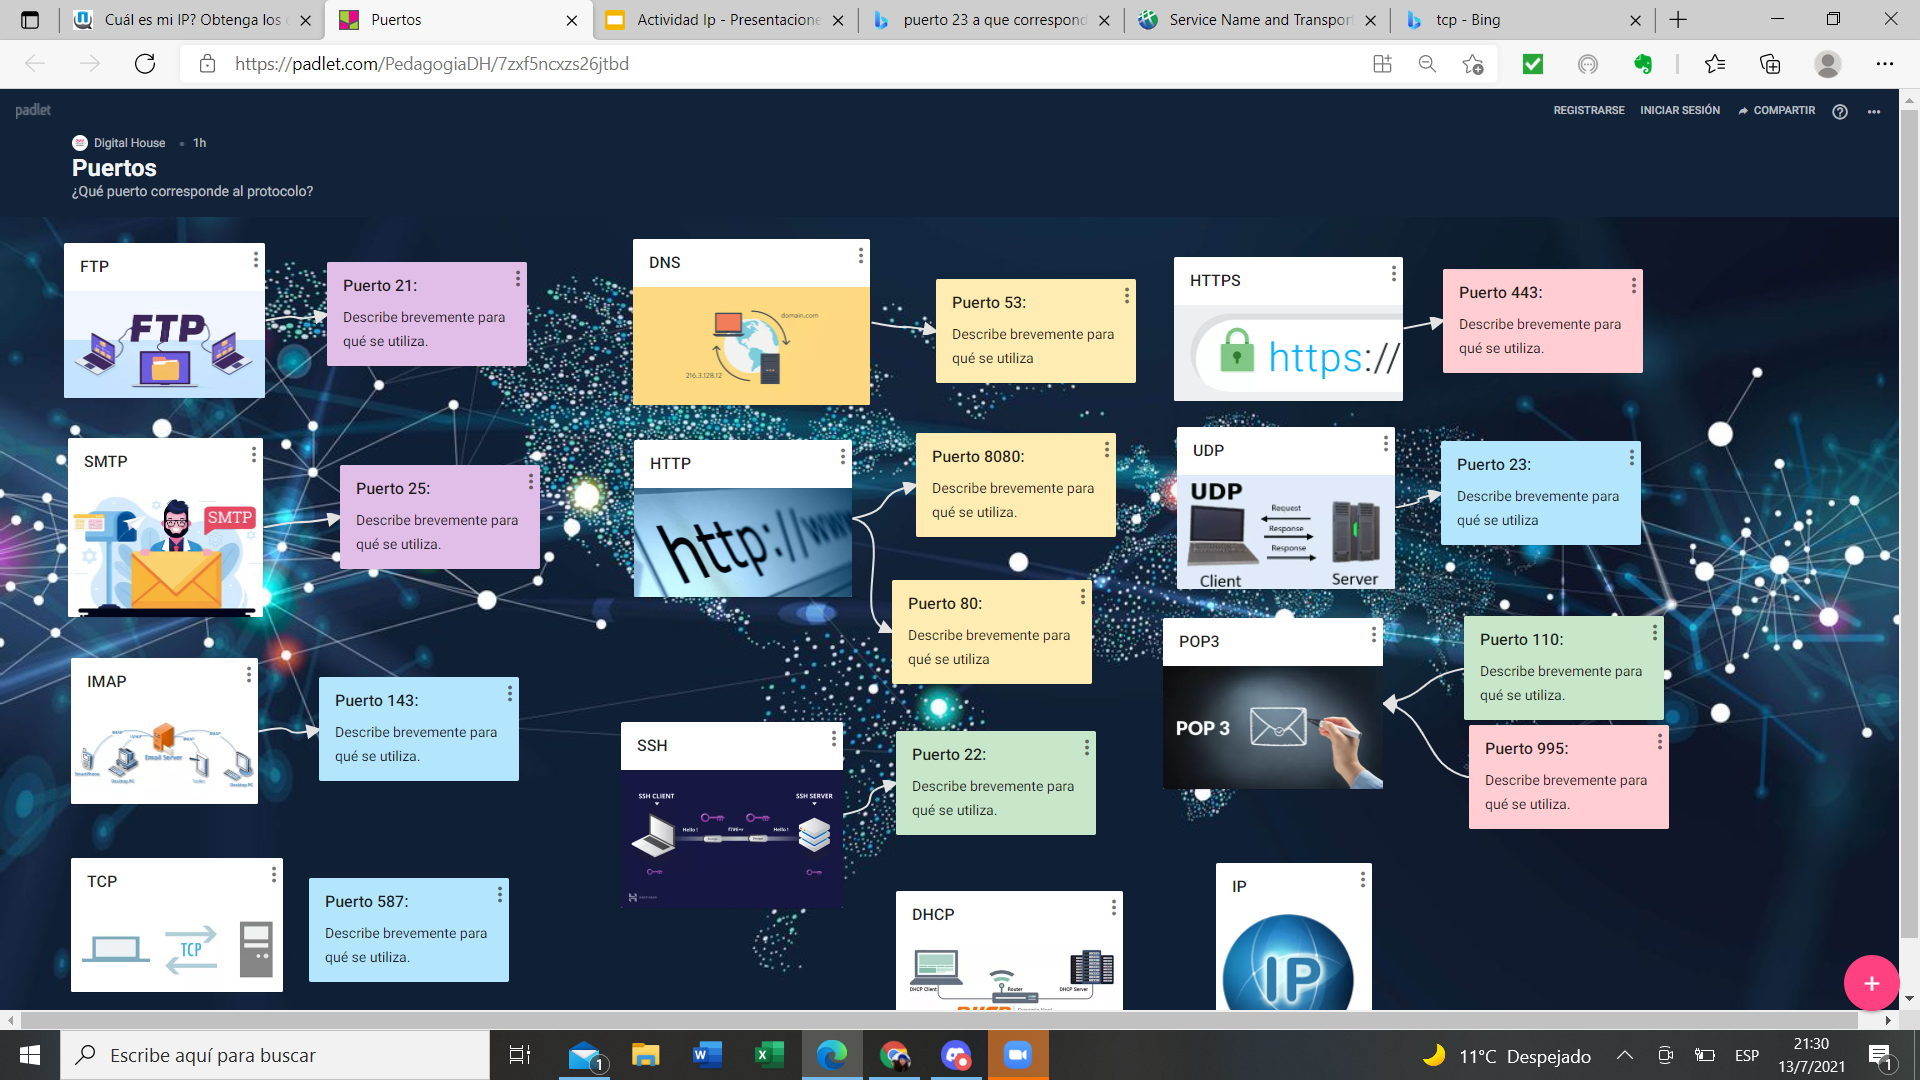 Cuál es mi IP? Obtenga los
Puertos
Actividad Ip - Presentacione
puerto 23 a que correspond
Service Name and Transport
tcp - Bing
https://padlet.com/PedagogiaDH/7zxf5ncxzs26jtbd
padlet
REGISTRARSE
INICIAR SESIÓN
COMPARTIR
Digital House • 1h
Puertos
¿Qué puerto corresponde al protocolo?
FTP
FTP
Puerto 21:
Describe brevemente para
qué se utiliza.
DNS
domain.com
216.3.128.12
Puerto 53:
Describe brevemente para
qué se utiliza
HTTPS
https://
Puerto 443:
Describe brevemente para
qué se utiliza.
SMTP
SMTP
Puerto 25:
Describe brevemente para
qué se utiliza.
HTTP
http://ww
Puerto 8080:
Describe brevemente para
qué se utiliza.
Puerto 80:
Describe brevemente para
qué se utiliza
UDP
UDP
Request
Response
Response
Client
Server
Puerto 23:
Describe brevemente para
qué se utiliza
POP3
POP 3
Puerto 110:
Describe brevemente para
qué se utiliza.
Puerto 995:
Describe brevemente para
qué se utiliza.
IMAP
Email Server
Puerto 143:
Describe brevemente para
qué se utiliza.
SSH
SSH CLIENT
SSH SERVER
Hello !
Hello !
Puerto 22:
Describe brevemente para
qué se utiliza.
TCP
TCP
Puerto 587:
Describe brevemente para
qué se utiliza.
DHCP
DHCP Client
Router
DHCP Server
IP
IP
Escribe aquí para buscar
1
11°C Despejado
ESP
21:30
13/7/2021
1